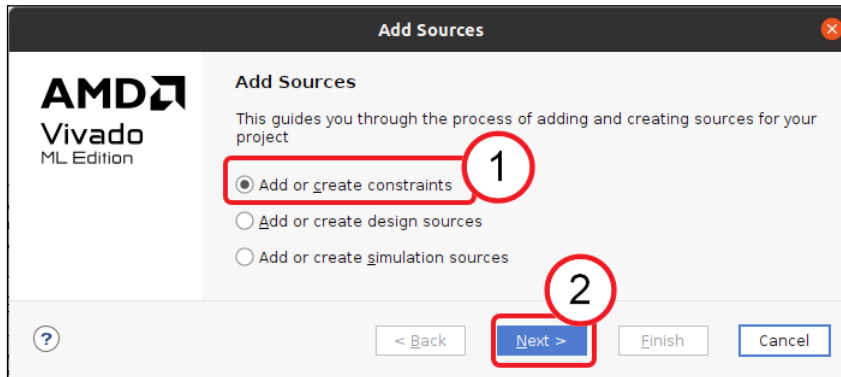 Add Sources
AMD
Vivado
ML Edition
Add Sources
This guides you through the process of adding and creating sources for your
project
1
Add or create constraints
Add or create design sources
Add or create simulation sources
2
?
< Back
Next >
Finish
Cancel